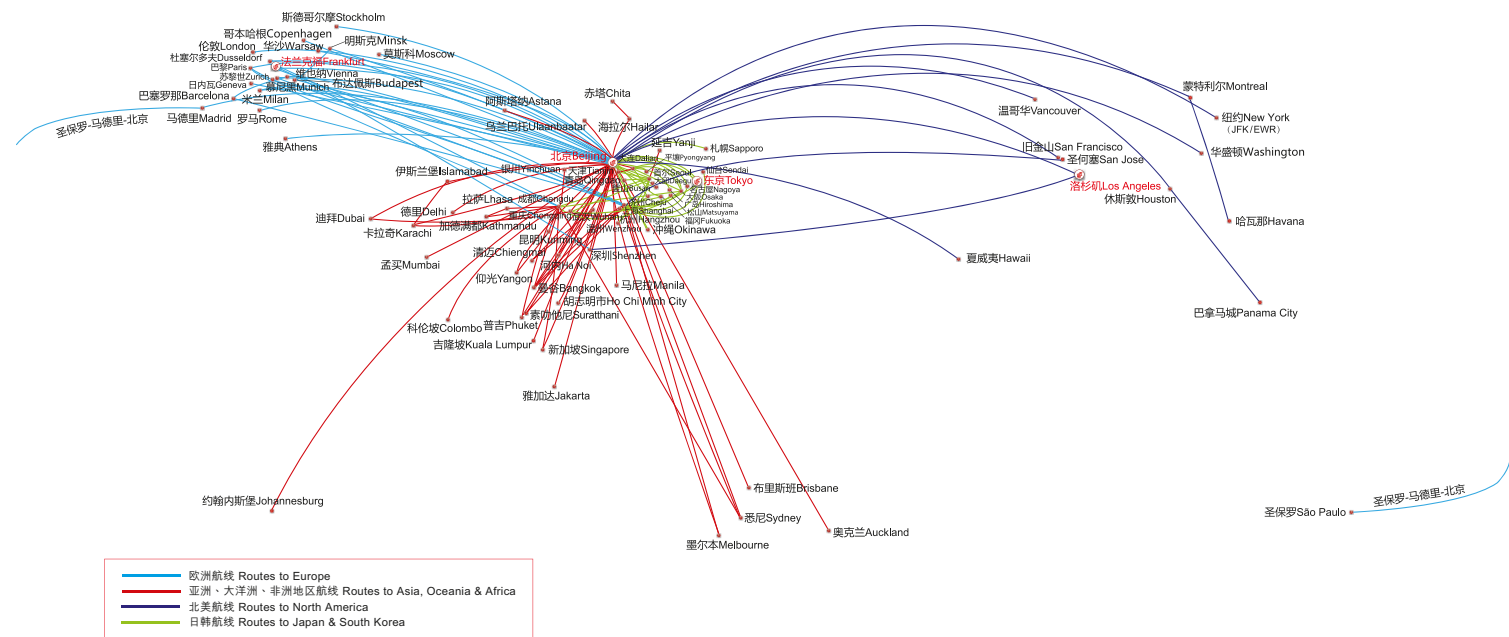 斯德哥尔摩Stockholm
哥本哈根Copenhagen
伦敦London
华沙Warsaw
明斯克Minsk
莫斯科Moscow
杜塞尔多夫Dusseldorf
法兰克福Frankfurt
巴黎Paris
苏黎世Zurich
维也纳Vienna
日内瓦Geneva
慕尼黑Munich
布达佩斯Budapest
巴塞罗那Barcelona
米兰Milan
马德里Madrid
罗马Rome
圣保罗-马德里-北京
雅典Athens
阿斯塔纳Astana
赤塔Chita
乌兰巴托Ulaanbaatar
海拉尔Hailar
延吉Yanji
札幌Sapporo
北京Beijing
大连Dalian
平壤Pyongyang
伊斯兰堡Islamabad
银川Yinchuan
天津Tianjin
首尔Seoul
仙台Sendai
青岛Qingdao
大邱Daegu
东京Tokyo
釜山Busan
名古屋Nagoya
拉萨Lhasa
成都Chengdu
济州Cheju
大阪Osaka
广岛Hiroshima
德里Delhi
重庆Chongqing
武汉Wuhan
上海Shanghai
松山Matsuyama
迪拜Dubai
杭州Hangzhou
福冈Fukuoka
卡拉奇Karachi
加德满都Kathmandu
温州Wenzhou
冲绳Okinawa
昆明Kunming
清迈Chiengmai
深圳Shenzhen
孟买Mumbai
河内Ha Noi
仰光Yangon
曼谷Bangkok
马尼拉Manila
胡志明市Ho Chi Minh City
素叻他尼Suratthani
科伦坡Colombo
普吉Phuket
吉隆坡Kuala Lumpur
新加坡Singapore
雅加达Jakarta
约翰内斯堡Johannesburg
布里斯班Brisbane
悉尼Sydney
奥克兰Auckland
墨尔本Melbourne
蒙特利尔Montreal
温哥华Vancouver
纽约New York
（JFK/EWR）
旧金山San Francisco
圣何塞San Jose
华盛顿Washington
洛杉矶Los Angeles
休斯敦Houston
哈瓦那Havana
夏威夷Hawaii
巴拿马城Panama City
圣保罗São Paulo
圣保罗-马德里-北京
欧洲航线 Routes to Europe
亚洲、大洋洲、非洲地区航线 Routes to Asia, Oceania & Africa
北美航线 Routes to North America
日韩航线 Routes to Japan & South Korea